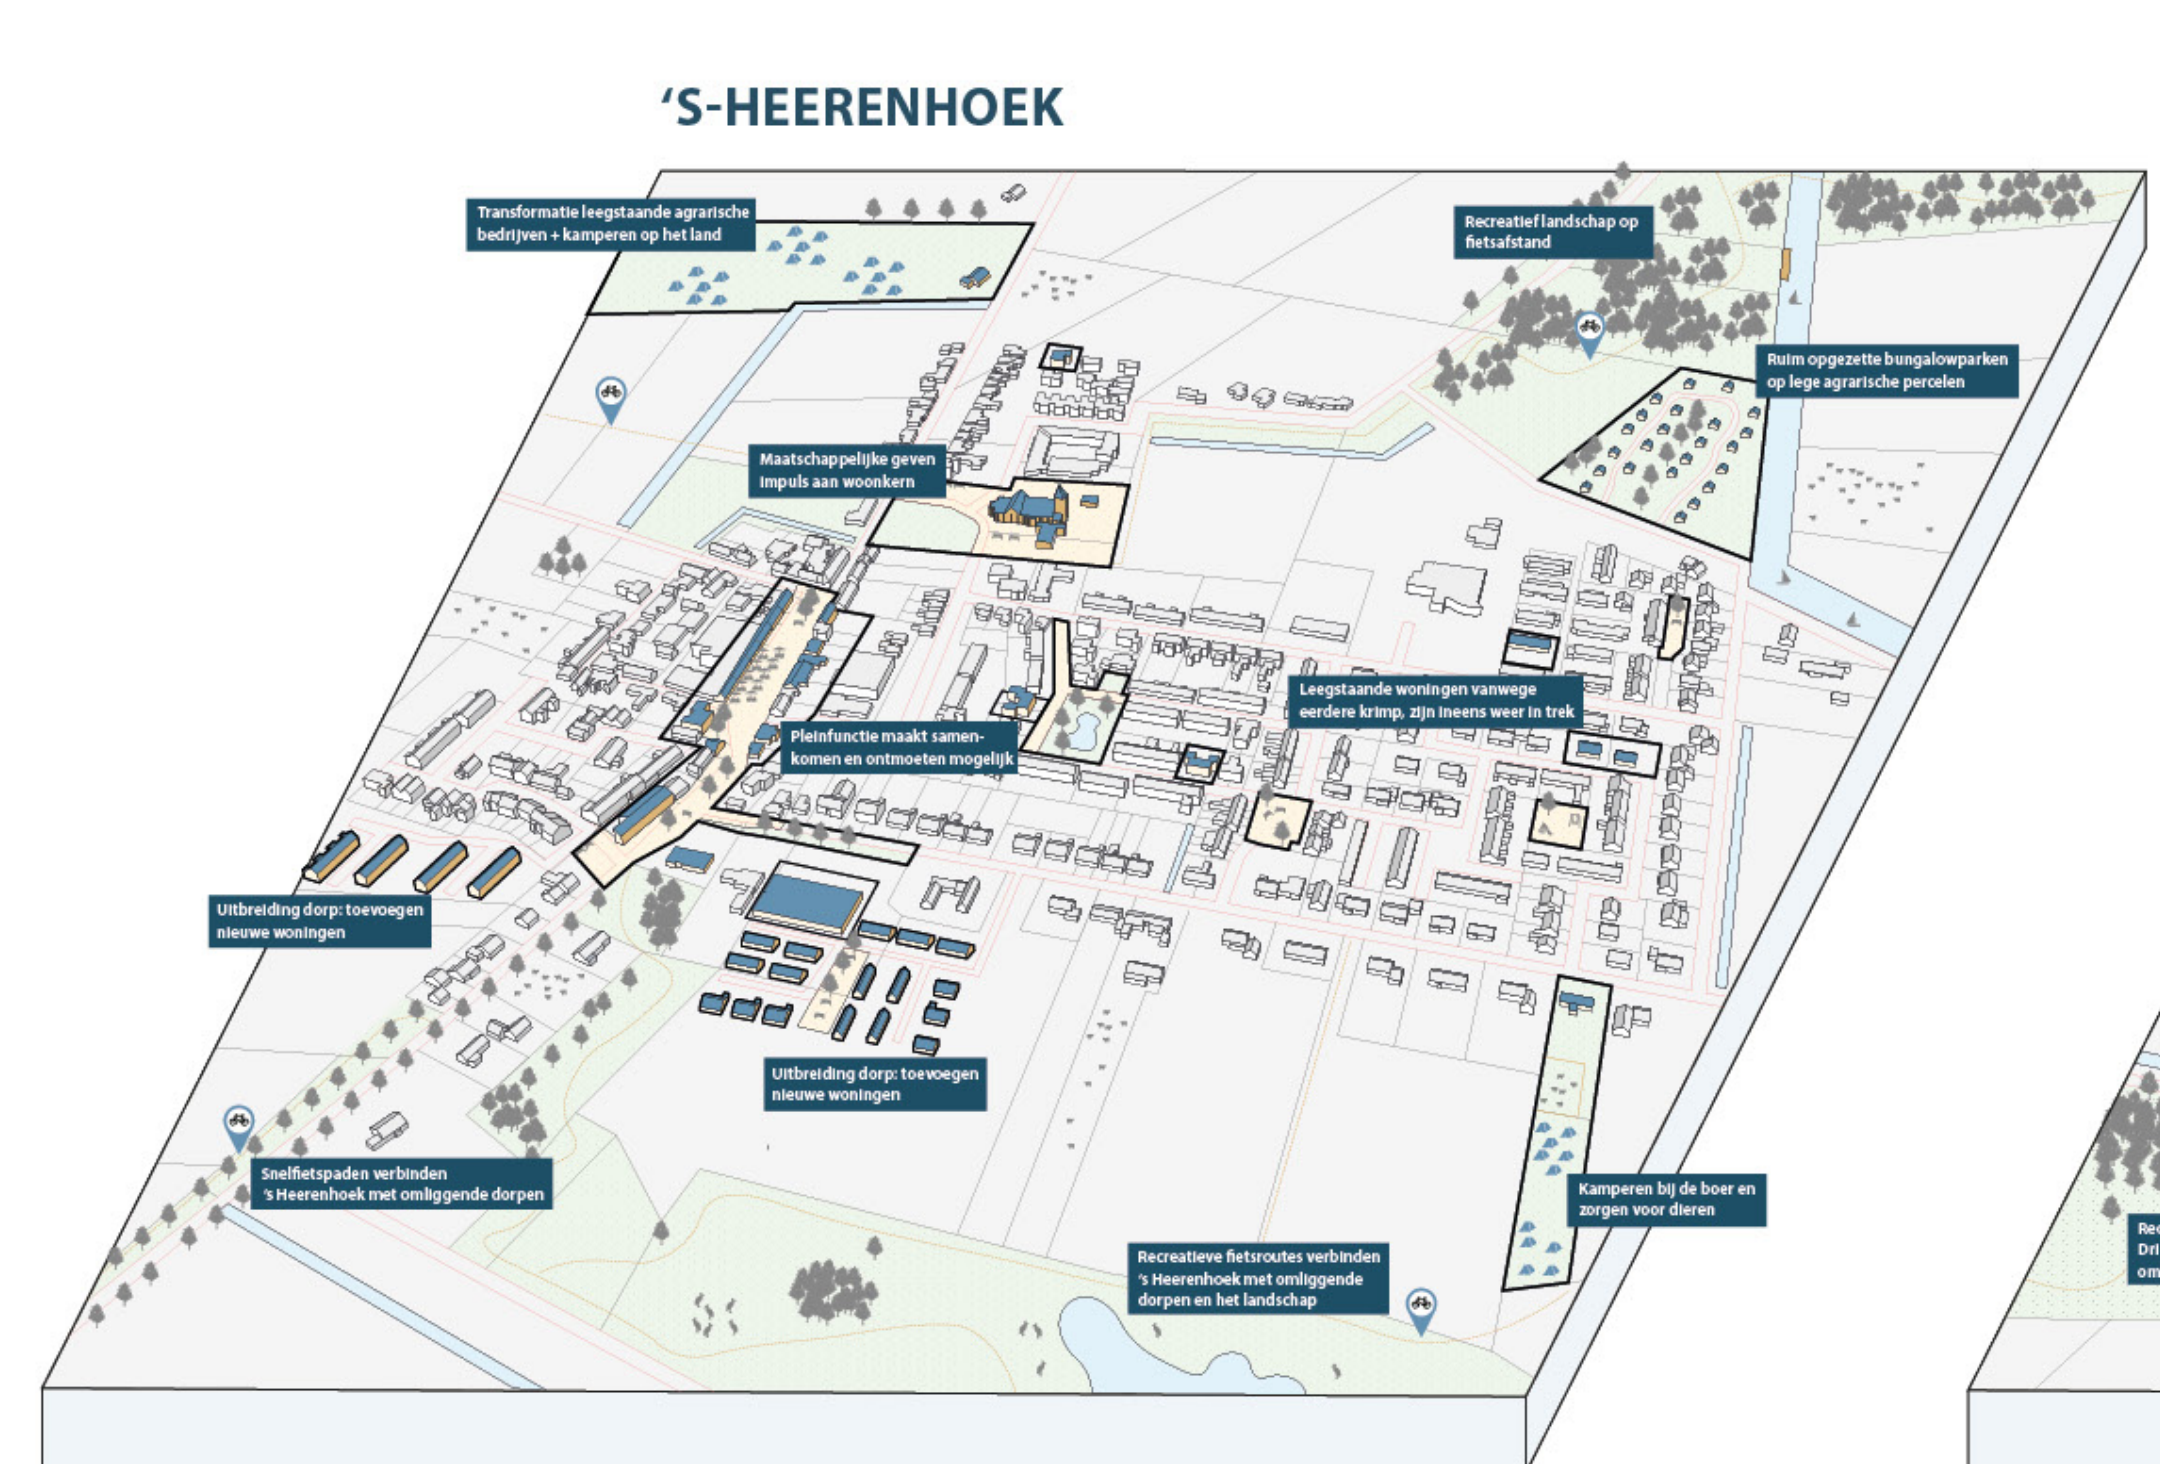 ‘S-HEERENHOEK
Transformatie leegstaande agrarische
bedrijven + kamperen op het land
Recreatief landschap op
fietsafstand
Ruim opgezette bungalowparken
op lege agrarische percelen
Maatschappelijke geven
impuls aan woonkern
Leegstaande woningen vanwege
eerdere krimp, zijn ineens weer in trek
Pleinfunctie maakt samen-
komen en ontmoeten mogelijk
Uitbreiding dorp: toevoegen
nieuwe woningen
Uitbreiding dorp: toevoegen
nieuwe woningen
Snelfietspaden verbinden
‘s Heerenhoek met omliggende dorpen
Kamperen bij de boer en
zorgen voor dieren
Recreatieve fietsroutes verbinden
‘s Heerenhoek met omliggende
dorpen en het landschap